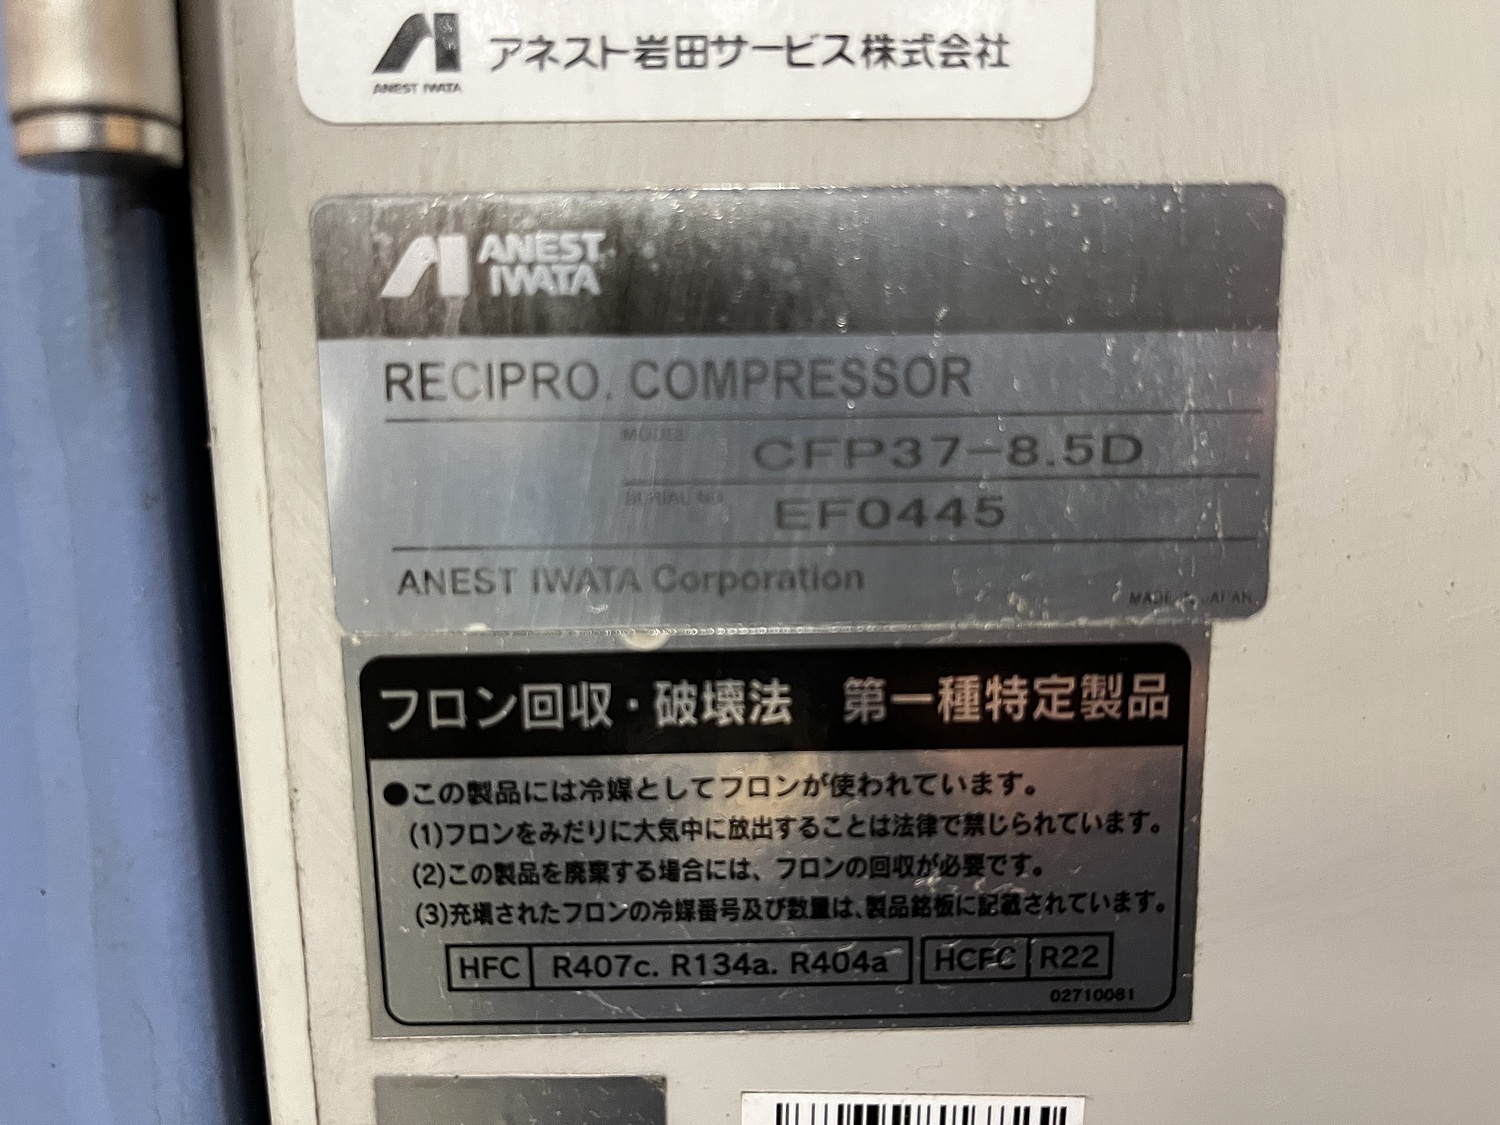 ANEST IWATA アネスト岩田サービス株式会社
ANEST
IWATA
RECIPRO. COMPRESSOR
MODEL CFP37-8.5D
SERIAL NO. EF0445
ANEST IWATA Corporation
MADE IN JAPAN
フロン回収・破壊法 第一種特定製品
●この製品には冷媒としてフロンが使われています。
(1)フロンをみだりに大気中に放出することは法律で禁じられています。
(2)この製品を廃棄する場合には、フロンの回収が必要です。
(3)充塡されたフロンの冷媒番号及び数量は、製品銘板に記載されています。
HFC R407c. R134a. R404a HCFC R22
02710081